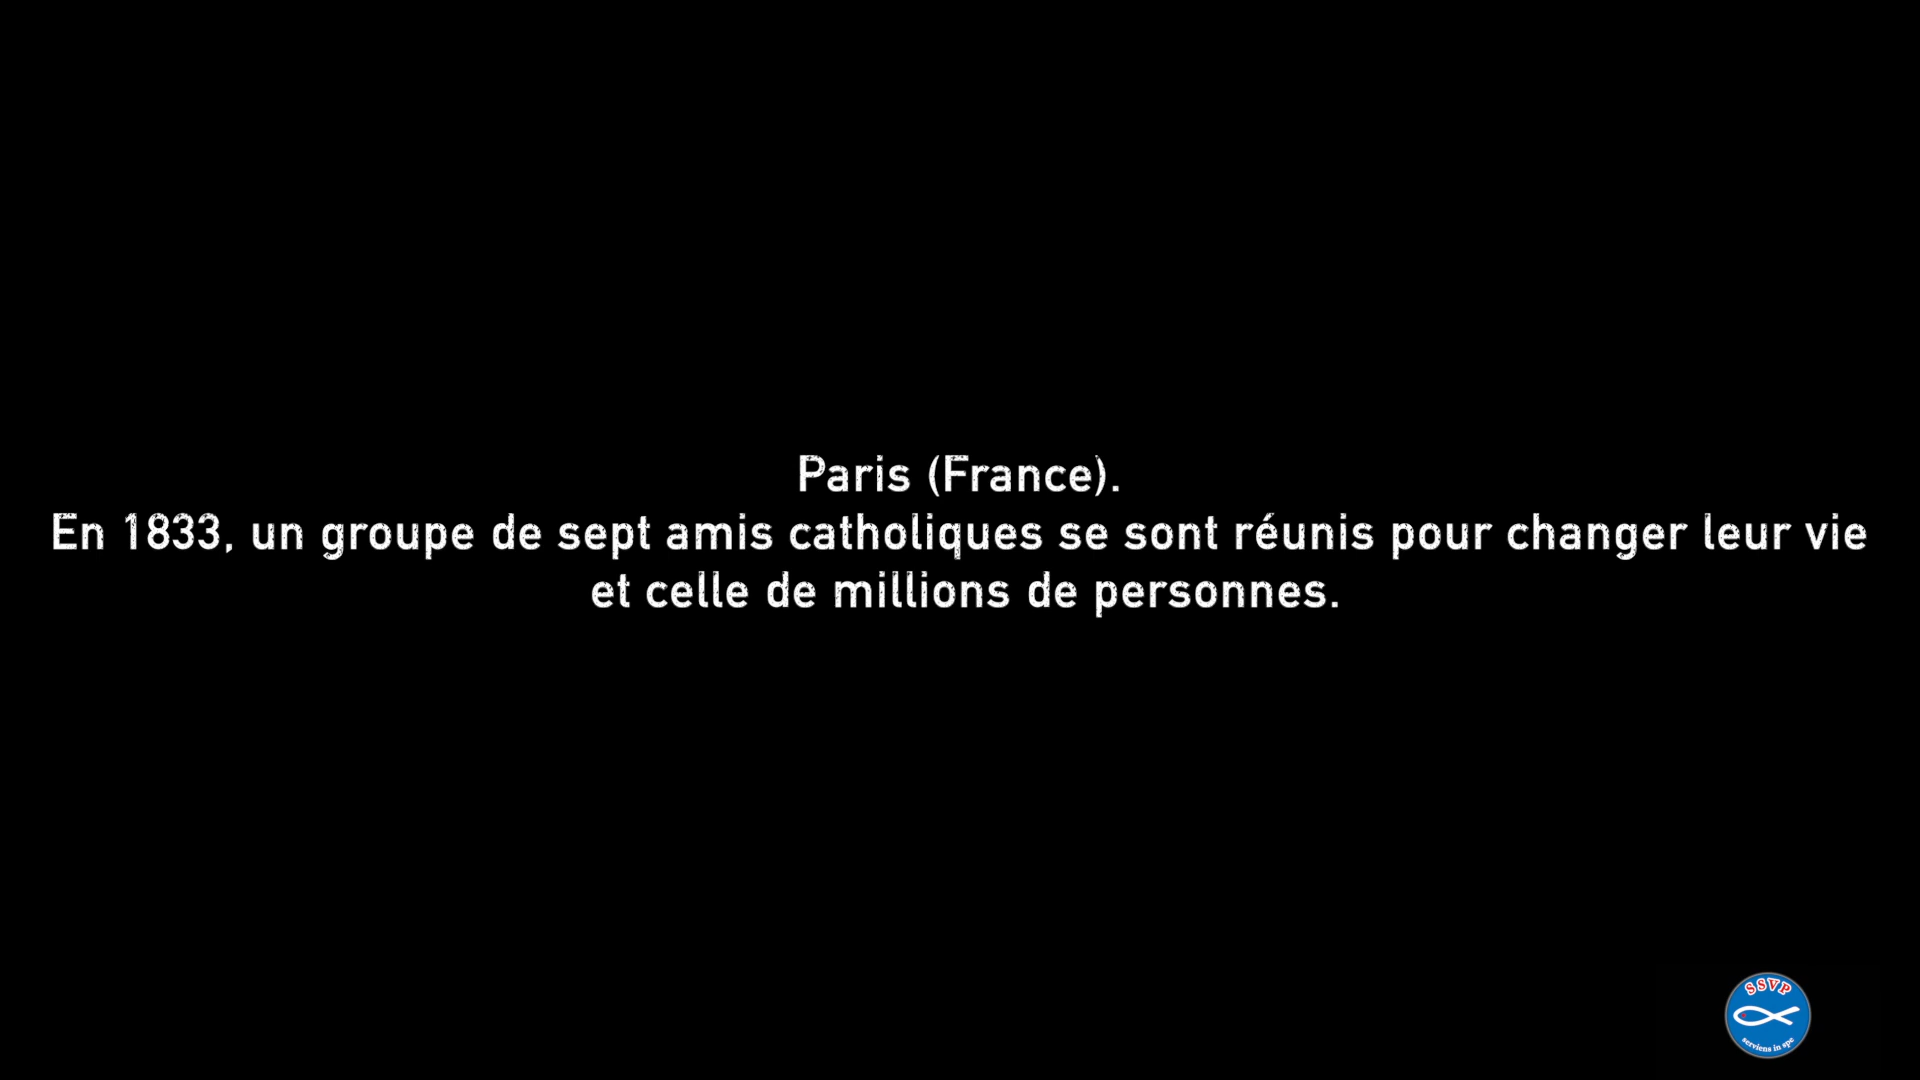 Paris (France).
En 1833, un groupe de sept amis catholiques se sont réunis pour changer leur vie
et celle de millions de personnes.
SSVP
serviens in spe